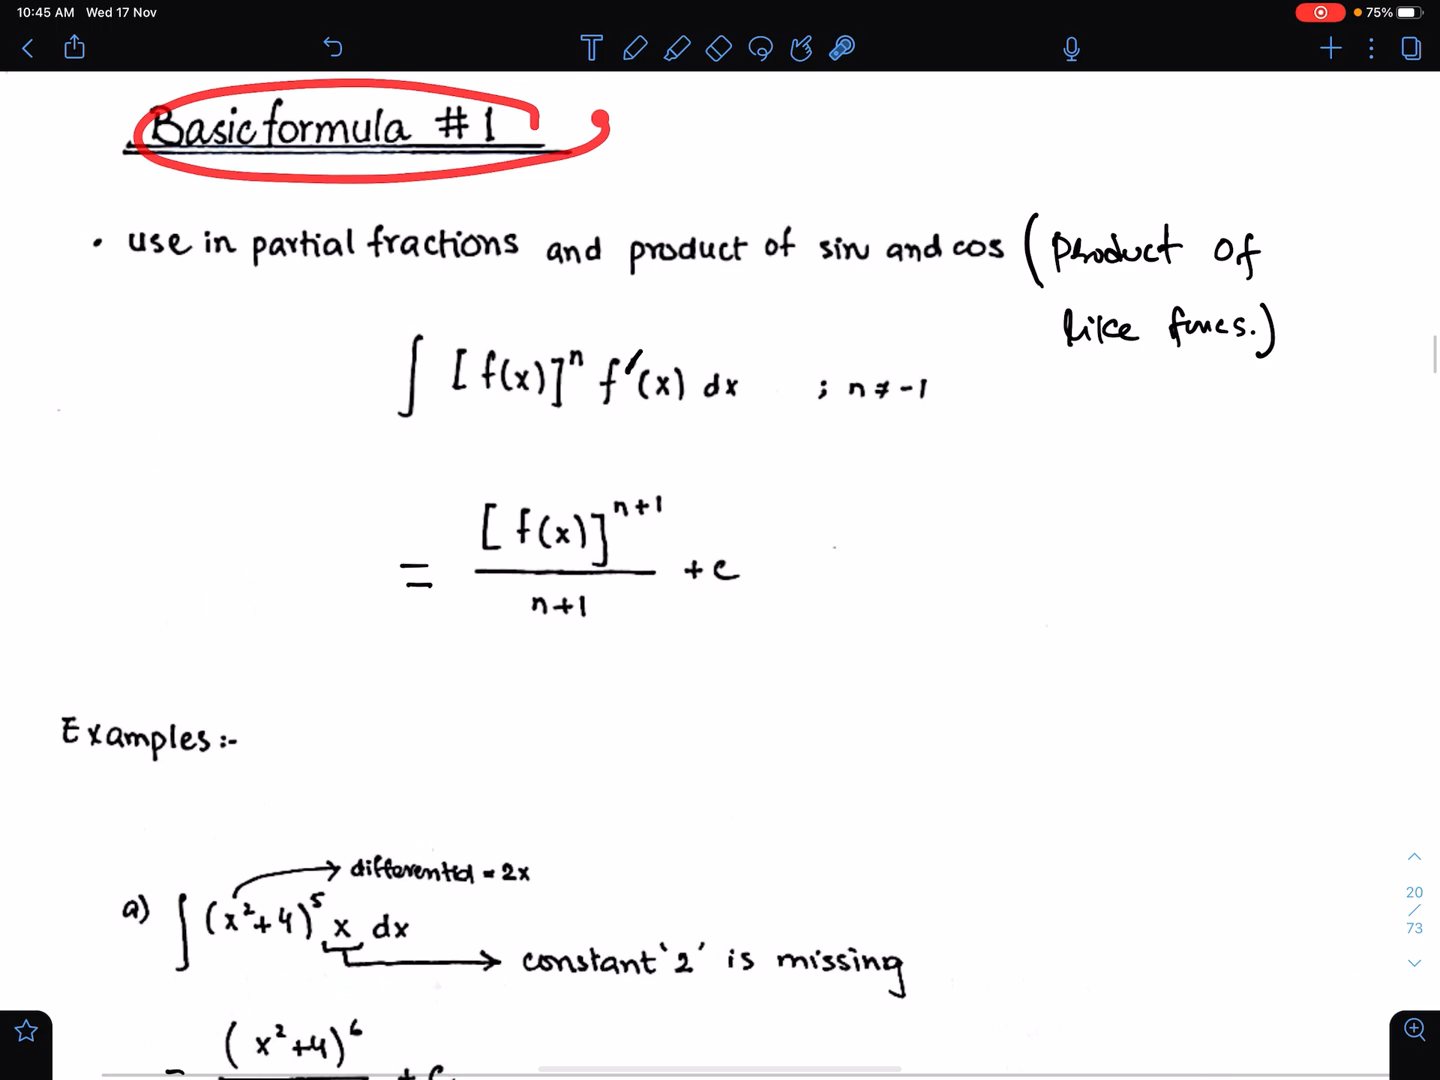 10:45 AM Wed 17 Nov
75%
Basic formula #1
• use in partial fractions and product of sin and cos (product of
like funcs.)
∫ [f(x)]ⁿ f'(x) dx ; n ≠ -1
= [f(x)]ⁿ⁺¹ / n+1 + c
Examples :-
differential = 2x
a) ∫ (x²+4)⁵ x dx
constant '2' is missing
= (x²+4)⁶ + c
20
/
73